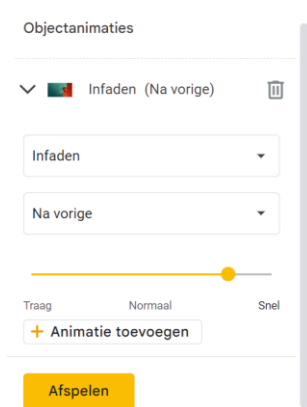 Objectanimaties
Infaden (Na vorige)
Infaden
Na vorige
Traag Normaal Snel
+ Animatie toevoegen
Afspelen